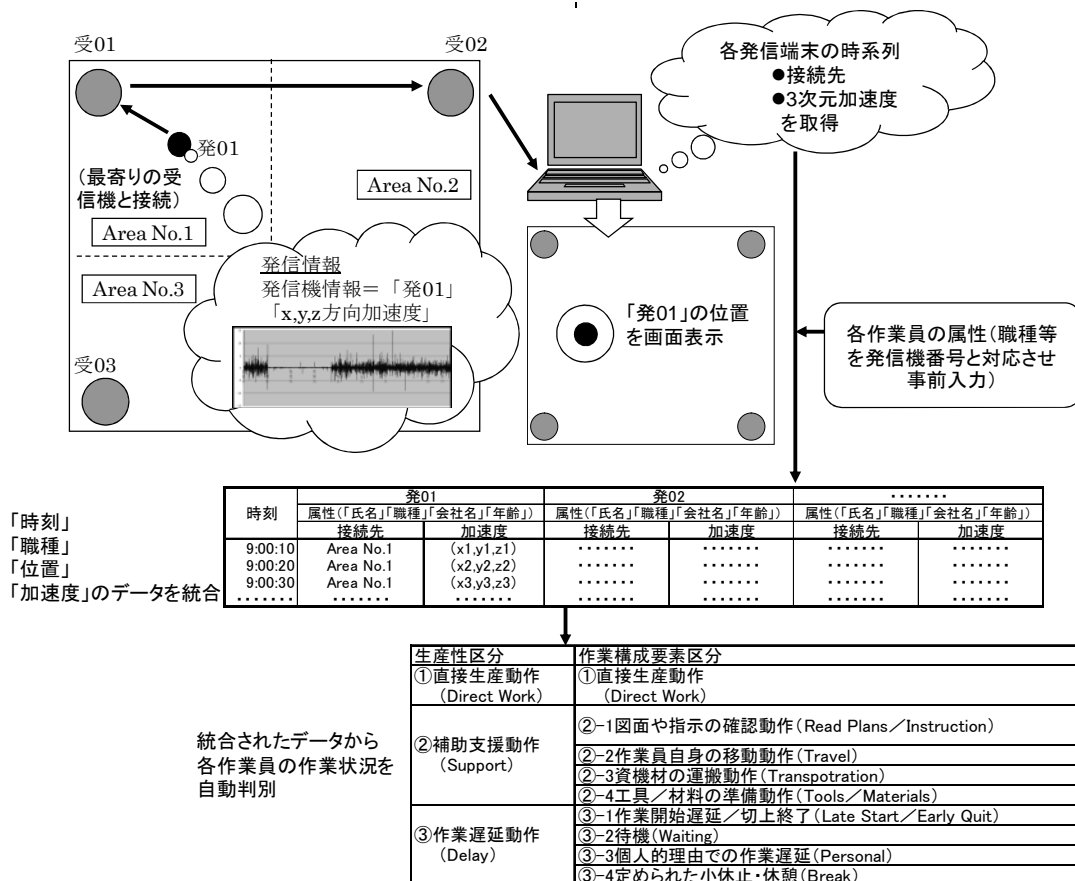 受01
受02
各発信端末の時系列
●接続先
●3次元加速度
を取得
発01
(最寄りの受
信機と接続)
Area No.2
Area No.1
Area No.3
発信情報
発信機情報＝「発01」
「x,y,z方向加速度」
受03
「発01」の位置
を画面表示
各作業員の属性(職種等
を発信機番号と対応させ
事前入力)
「時刻」
「職種」
「位置」
「加速度」のデータを統合
時刻 発01 発02 ・・・・・・・
属性(「氏名」「職種」「会社名」「年齢」) 属性(「氏名」「職種」「会社名」「年齢」) 属性(「氏名」「職種」「会社名」「年齢」)
接続先 加速度 接続先 加速度 接続先 加速度
9:00:10 Area No.1 (x1,y1,z1) ・・・・・・・ ・・・・・・・ ・・・・・・・ ・・・・・・・
9:00:20 Area No.1 (x2,y2,z2) ・・・・・・・ ・・・・・・・ ・・・・・・・ ・・・・・・・
9:00:30 Area No.1 (x3,y3,z3) ・・・・・・・ ・・・・・・・ ・・・・・・・ ・・・・・・・
・・・・・・・ ・・・・・・・ ・・・・・・・ ・・・・・・・ ・・・・・・・ ・・・・・・・ ・・・・・・・
統合されたデータから
各作業員の作業状況を
自動判別
生産性区分 作業構成要素区分
①直接生産動作 ①直接生産動作
(Direct Work) (Direct Work)
②補助支援動作
(Support)
②-1図面や指示の確認動作(Read Plans／Instruction)
②-2作業員自身の移動動作(Travel)
②-3資機材の運搬動作(Transpotration)
②-4工具／材料の準備動作(Tools／Materials)
③作業遅延動作
(Delay)
③-1作業開始遅延／切上終了(Late Start／Early Quit)
③-2待機(Waiting)
③-3個人的理由での作業遅延(Personal)
③-4定められた小休止・休憩(Break)